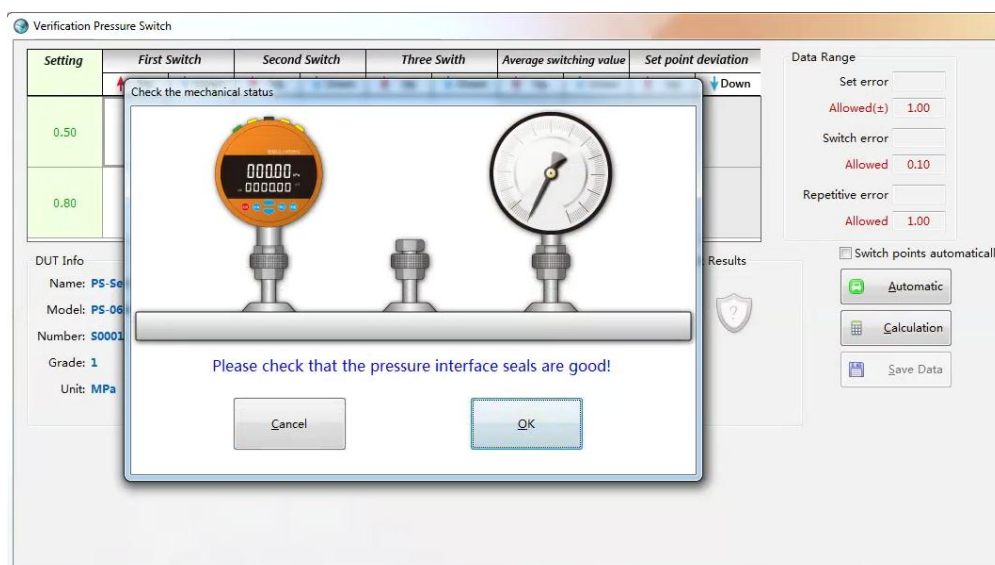 Verification Pressure Switch
Setting First Switch Second Switch Three Swith Average switching value Set point deviation
Down
0.50
0.80
Data Range
Set error
Allowed(±) 1.00
Switch error
Allowed 0.10
Repetitive error
Allowed 1.00
Check the mechanical status
000.00
000000
Please check that the pressure interface seals are good!
Cancel
OK
DUT Info
Name: PS-Se
Model: PS-06
Number: S0001
Grade: 1
Unit: MPa
Results
?
Switch points automaticall
Automatic
Calculation
Save Data